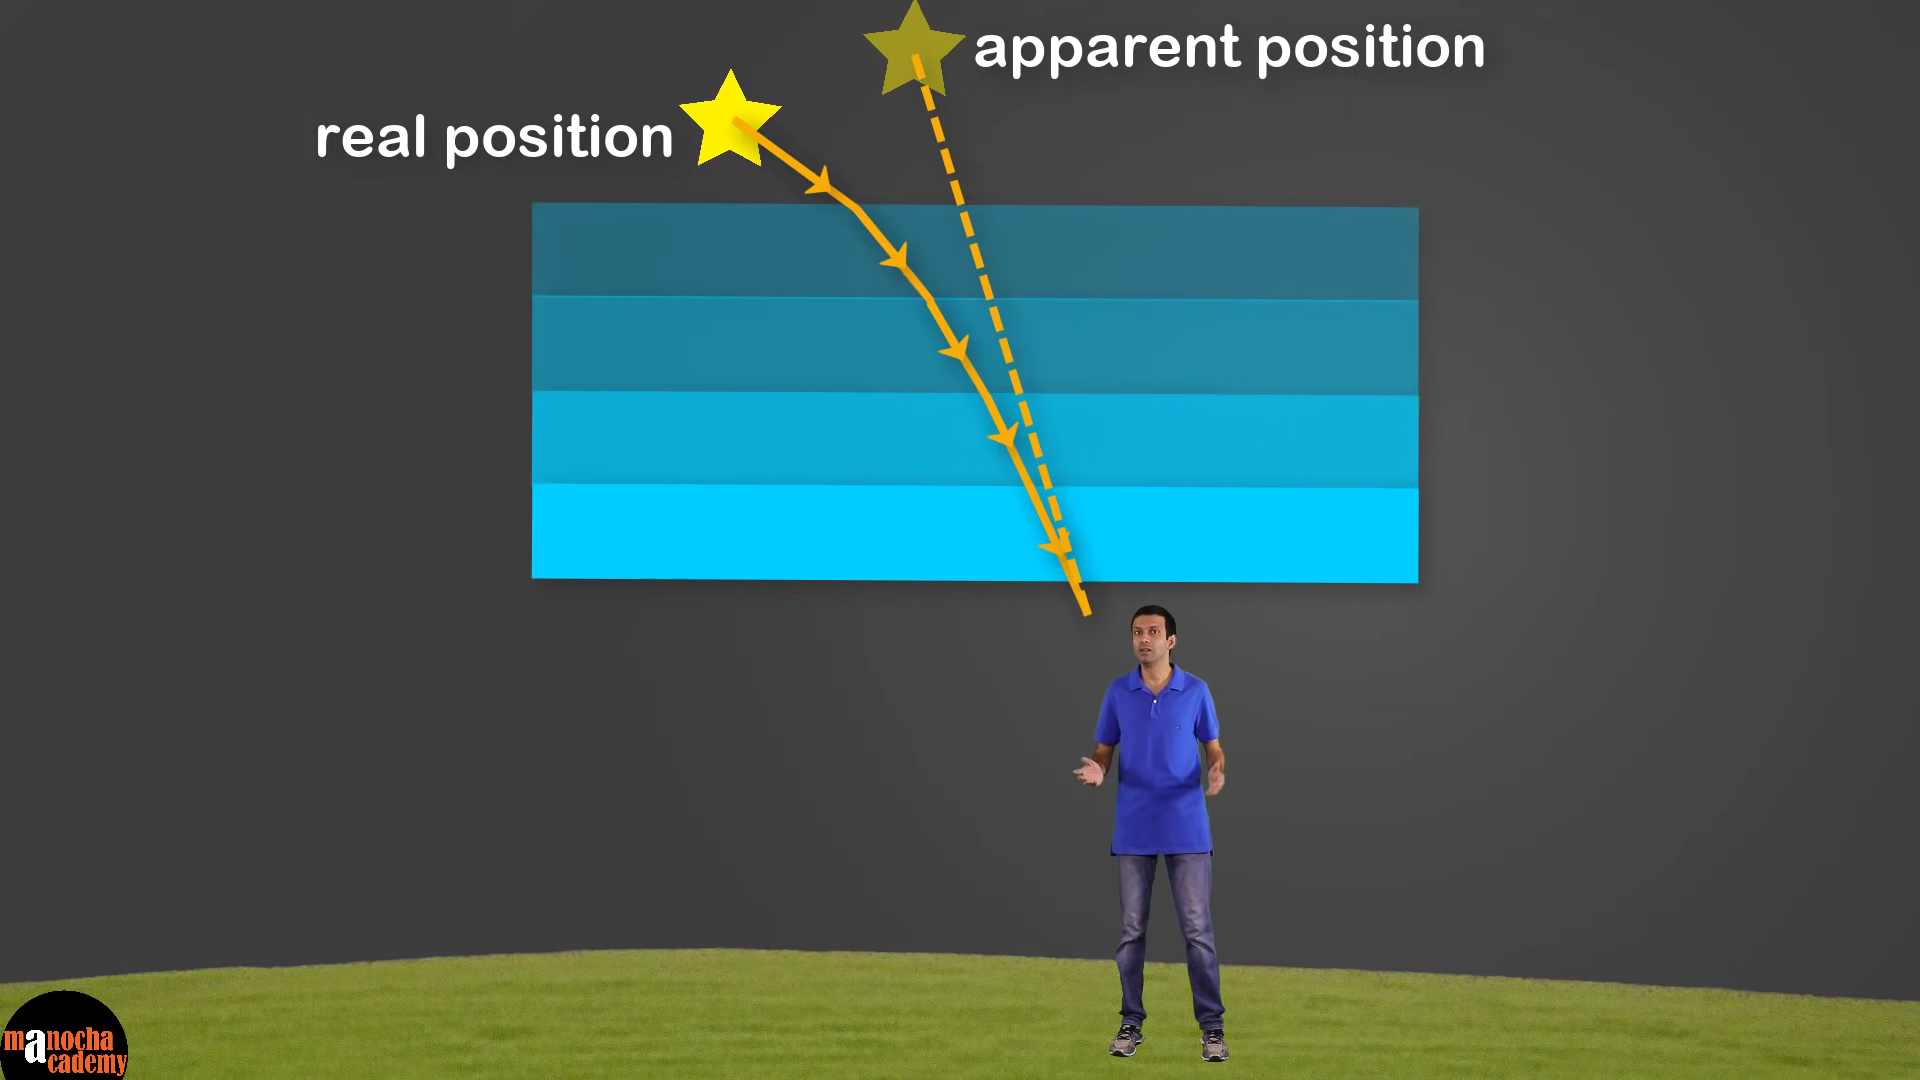 apparent position
real position
manocha
academy